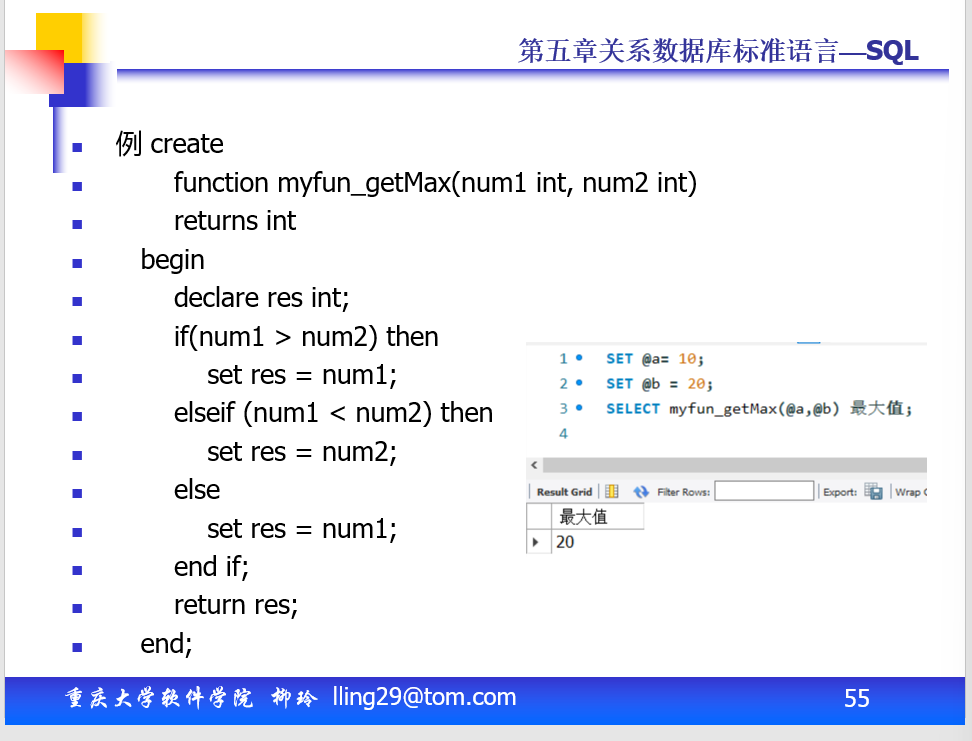 第五章关系数据库标准语言—SQL
例 create
function myfun_getMax(num1 int, num2 int)
returns int
begin
declare res int;
if(num1 > num2) then
set res = num1;
elseif (num1 < num2) then
set res = num2;
else
set res = num1;
end if;
return res;
end;
1 SET @a= 10;
2 SET @b = 20;
3 SELECT myfun_getMax(@a,@b) 最大值;
4
Result Grid Filter Rows: Export: Wrap C
最大值
20
重庆大学软件学院 柳玲 lling29@tom.com 55